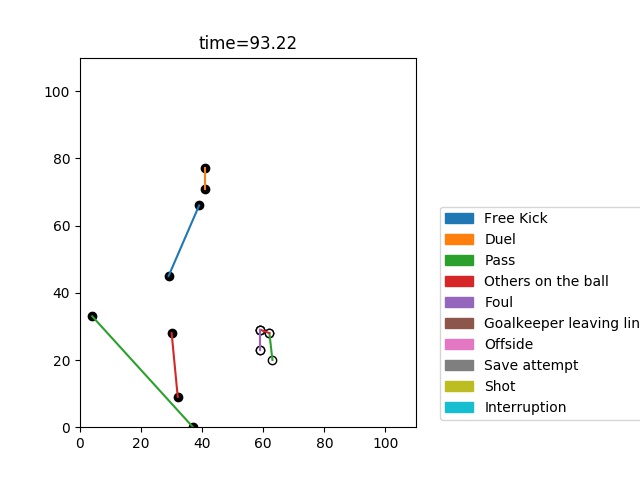 time=93.22
100
80
60
40
20
0
0 20 40 60 80 100
Free Kick
Duel
Pass
Others on the ball
Foul
Goalkeeper leaving lin
Offside
Save attempt
Shot
Interruption